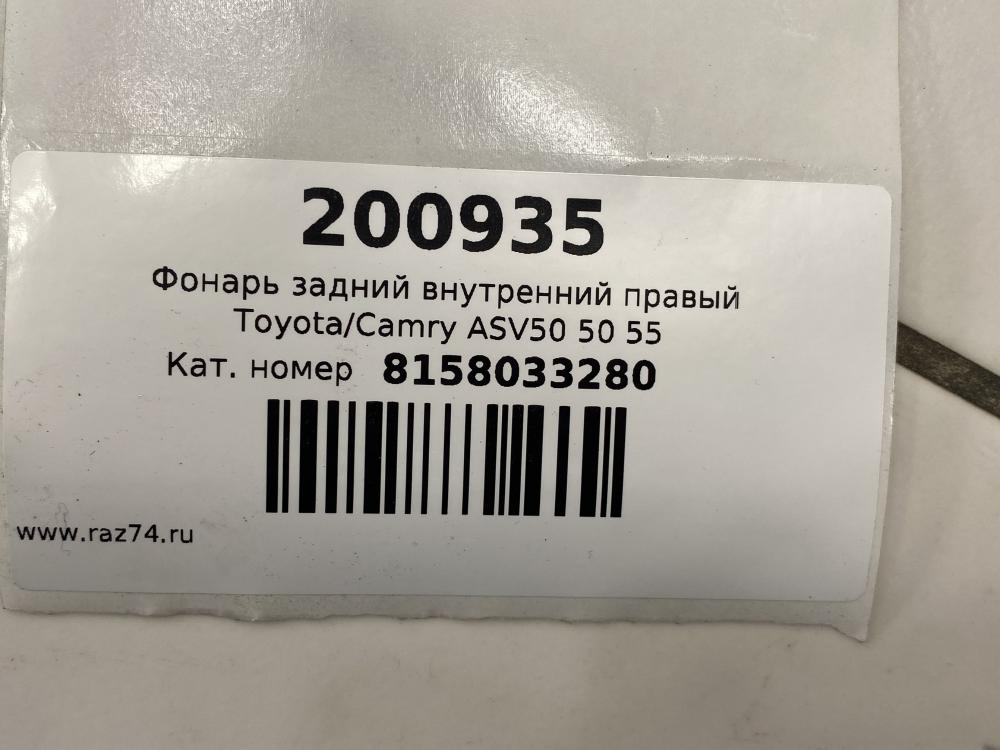 200935
Фонарь задний внутренний правый
Toyota/Camry ASV50 50 55
Кат. номер 8158033280
www.raz74.ru